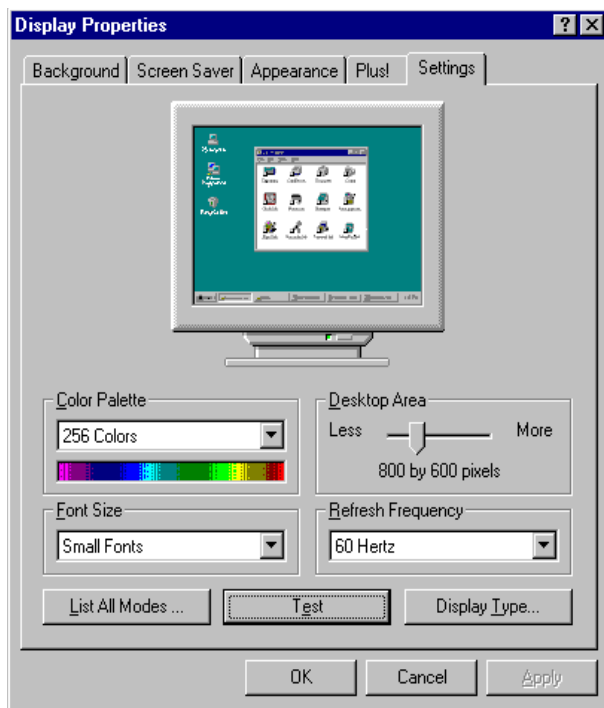 Display Properties
Background Screen Saver Appearance Plus! Settings
Color Palette
256 Colors
Desktop Area
Less More
800 by 600 pixels
Font Size
Small Fonts
Refresh Frequency
60 Hertz
List All Modes ... Test Display Type...
OK Cancel Apply